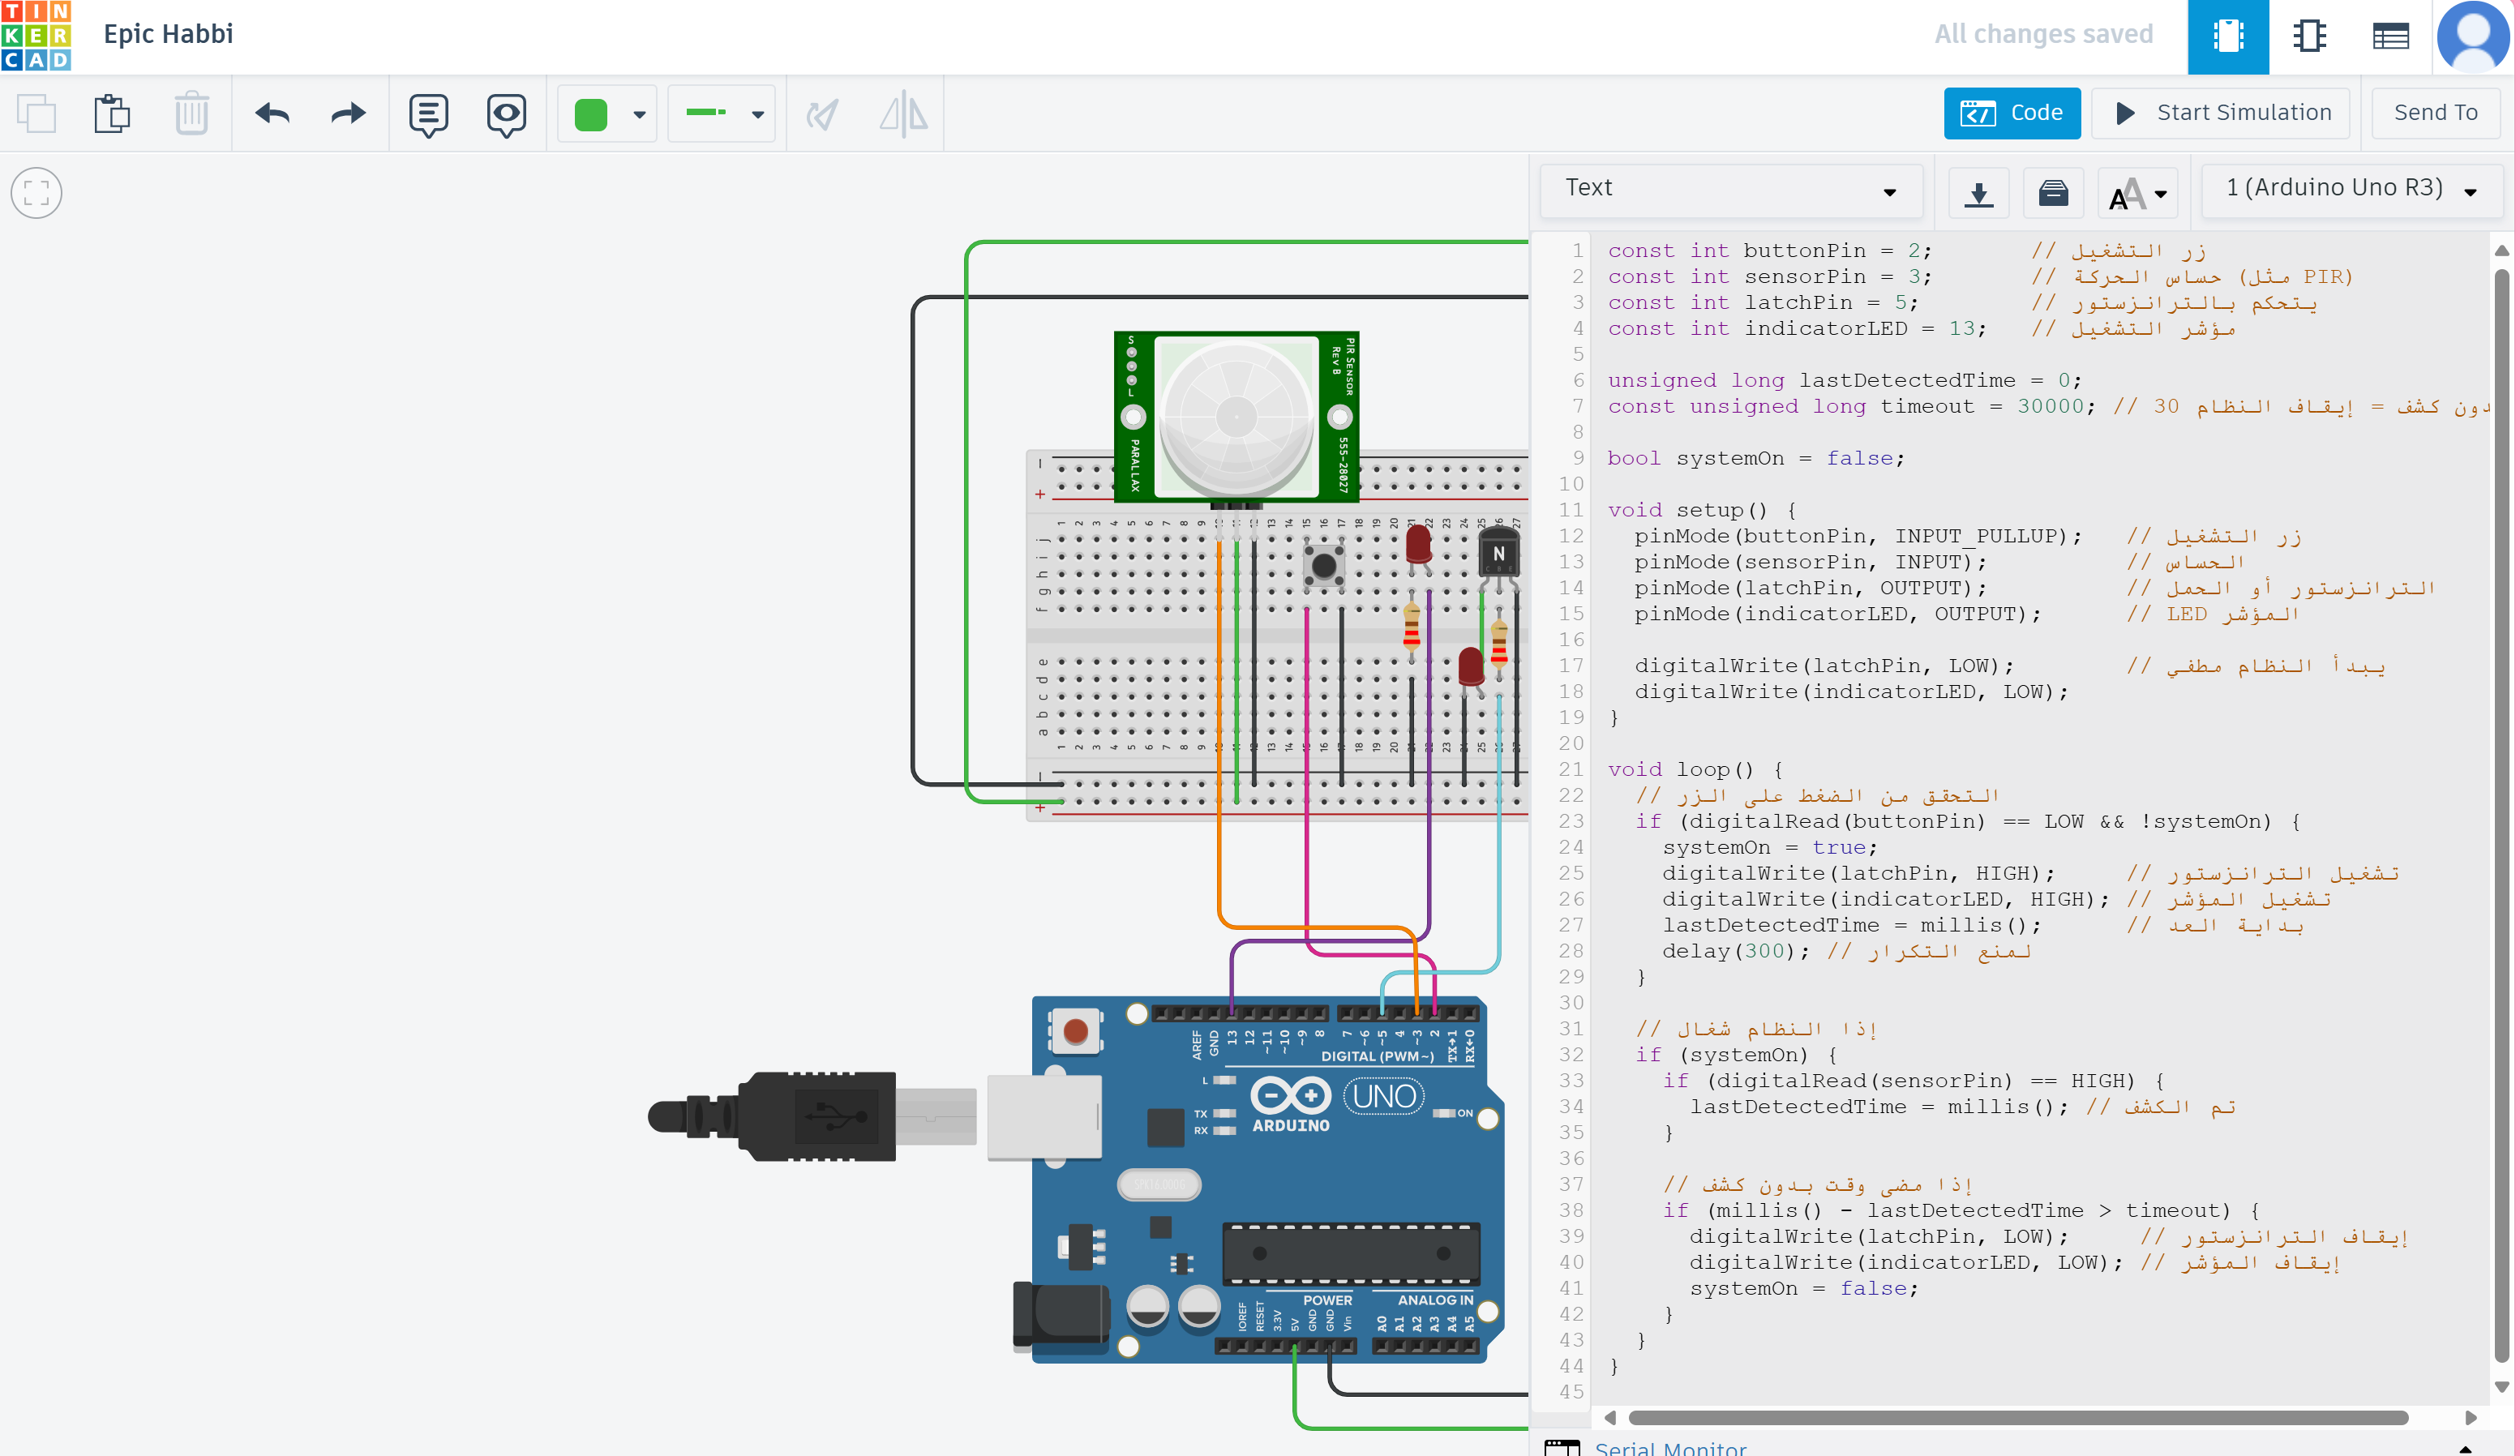 TINKERCAD
Epic Habbi
All changes saved
Code
Start Simulation
Send To
Text
1 (Arduino Uno R3)
1 const int buttonPin = 2; // زر التشغيل
2 const int sensorPin = 3; // حساس الحركة (مثل PIR)
3 const int latchPin = 5; // يتحكم بالترانزستور
4 const int indicatorLED = 13; // مؤشر التشغيل
5
6 unsigned long lastDetectedTime = 0;
7 const unsigned long timeout = 30000; // 30 دون كشف = إيقاف النظام
8
9 bool systemOn = false;
10
11 void setup() {
12 pinMode(buttonPin, INPUT_PULLUP); // زر التشغيل
13 pinMode(sensorPin, INPUT); // الحساس
14 pinMode(latchPin, OUTPUT); // الترانزستور أو الحمل
15 pinMode(indicatorLED, OUTPUT); // LED المؤشر
16
17 digitalWrite(latchPin, LOW); // يبدأ النظام مطفي
18 digitalWrite(indicatorLED, LOW);
19 }
20
21 void loop() {
22 // التحقق من الضغط على الزر
23 if (digitalRead(buttonPin) == LOW && !systemOn) {
24 systemOn = true;
25 digitalWrite(latchPin, HIGH); // تشغيل الترانزستور
26 digitalWrite(indicatorLED, HIGH); // تشغيل المؤشر
27 lastDetectedTime = millis(); // بداية العد
28 delay(300); // لمنع التكرار
29 }
30
31 // إذا النظام شغال
32 if (systemOn) {
33 if (digitalRead(sensorPin) == HIGH) {
34 lastDetectedTime = millis(); // تم الكشف
35 }
36
37 // إذا مضى وقت بدون كشف
38 if (millis() - lastDetectedTime > timeout) {
39 digitalWrite(latchPin, LOW); // إيقاف الترانزستور
40 digitalWrite(indicatorLED, LOW); // إيقاف المؤشر
41 systemOn = false;
42 }
43 }
44 }
45
Serial Monitor
S
L
PIR SENSOR
Rev B
PARALLAX
555-28027
N
AREF GND 13 12 ~11 ~10 ~9 8 7 ~6 ~5 4 ~3 2 TX→1 RX←0
DIGITAL (PWM~)
L
TX
RX
UNO
ARDUINO
ON
POWER
ANALOG IN
IOREF RESET 3.3V 5V GND GND Vin A0 A1 A2 A3 A4 A5